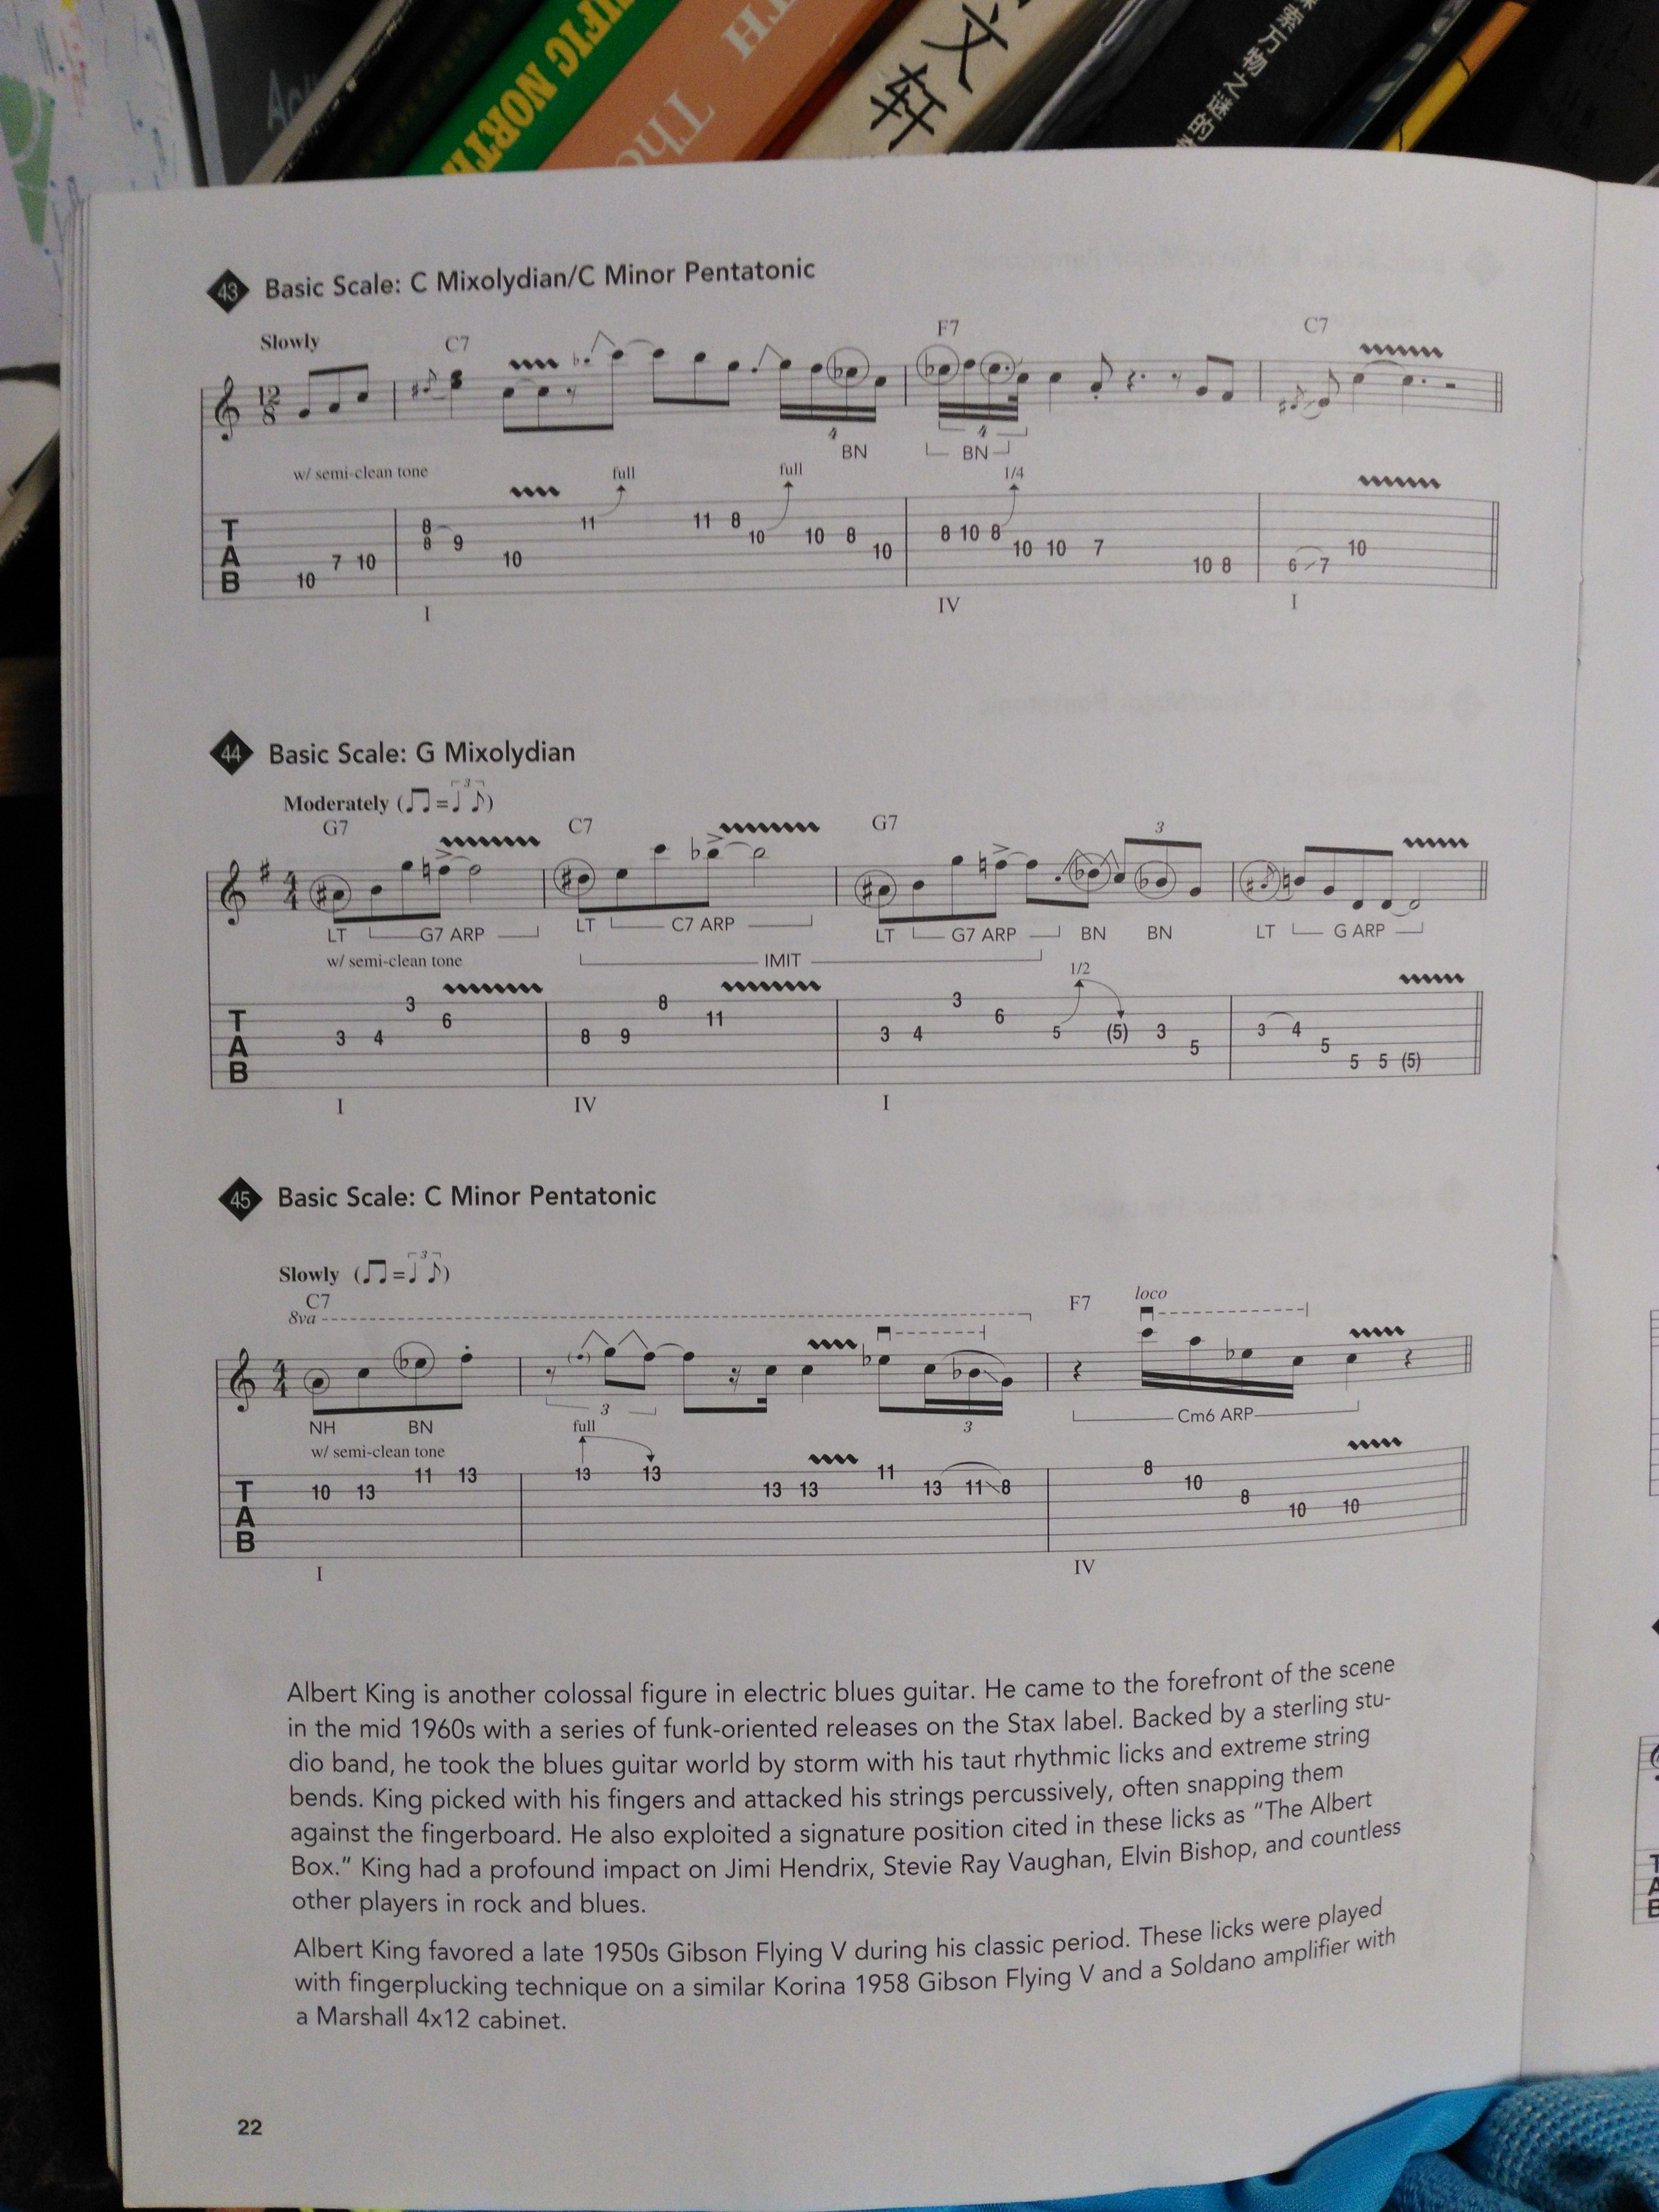 IFIC NORTH
TH
The
文轩
43 Basic Scale: C Mixolydian/C Minor Pentatonic
Slowly
C7
F7
C7
12
8
4
BN
4
BN
w/ semi-clean tone
full
full
1/4
T
A
B
10 7 10 8 8 9 10 11 11 8 10 10 8 10 8 10 8 10 10 7 10 8 6 7 10
I
IV
I
44 Basic Scale: G Mixolydian
Moderately ( = 3 )
G7
C7
G7
3
4
4
LT G7 ARP LT C7 ARP LT G7 ARP BN BN LT G ARP
w/ semi-clean tone
IMIT
1/2
T
A
B
3 4 3 6 8 9 8 11 3 4 3 6 5 (5) 3 5 3 4 5 5 5 (5)
I
IV
I
45 Basic Scale: C Minor Pentatonic
Slowly ( = 3 )
C7
8va
F7
loco
4
4
NH BN
3
3
Cm6 ARP
w/ semi-clean tone
full
T
A
B
10 13 11 13 13 13 13 13 11 13 11 8 8 10 8 10 10
I
IV
Albert King is another colossal figure in electric blues guitar. He came to the forefront of the scene
in the mid 1960s with a series of funk-oriented releases on the Stax label. Backed by a sterling stu-
dio band, he took the blues guitar world by storm with his taut rhythmic licks and extreme string
bends. King picked with his fingers and attacked his strings percussively, often snapping them
against the fingerboard. He also exploited a signature position cited in these licks as “The Albert
Box.” King had a profound impact on Jimi Hendrix, Stevie Ray Vaughan, Elvin Bishop, and countless
other players in rock and blues.
Albert King favored a late 1950s Gibson Flying V during his classic period. These licks were played
with fingerplucking technique on a similar Korina 1958 Gibson Flying V and a Soldano amplifier with
a Marshall 4x12 cabinet.
22
T
A
B